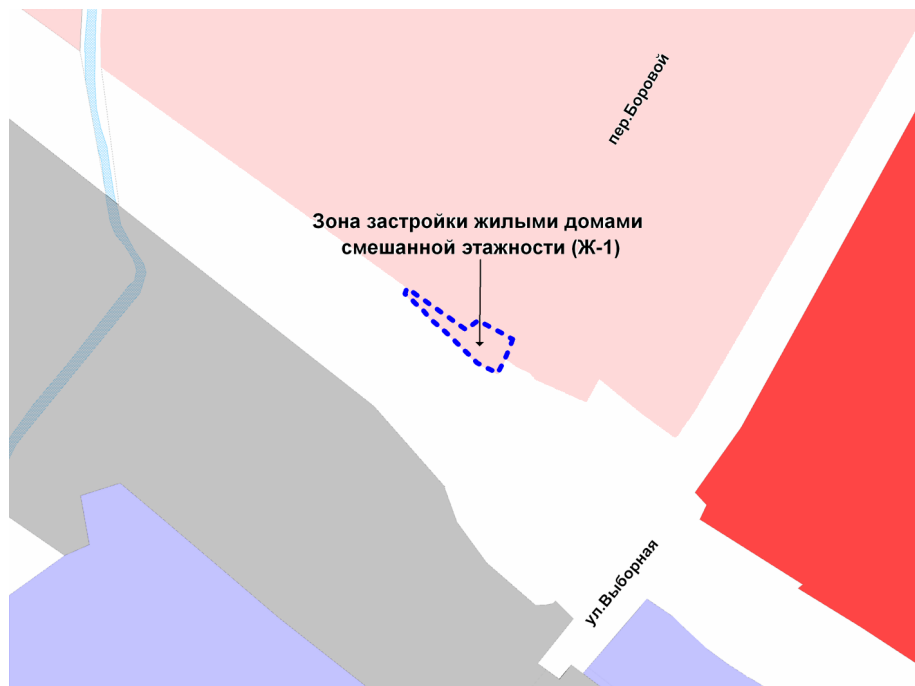 пер.Боровой
Зона застройки жилыми домами
смешанной этажности (Ж-1)
ул.Выборная